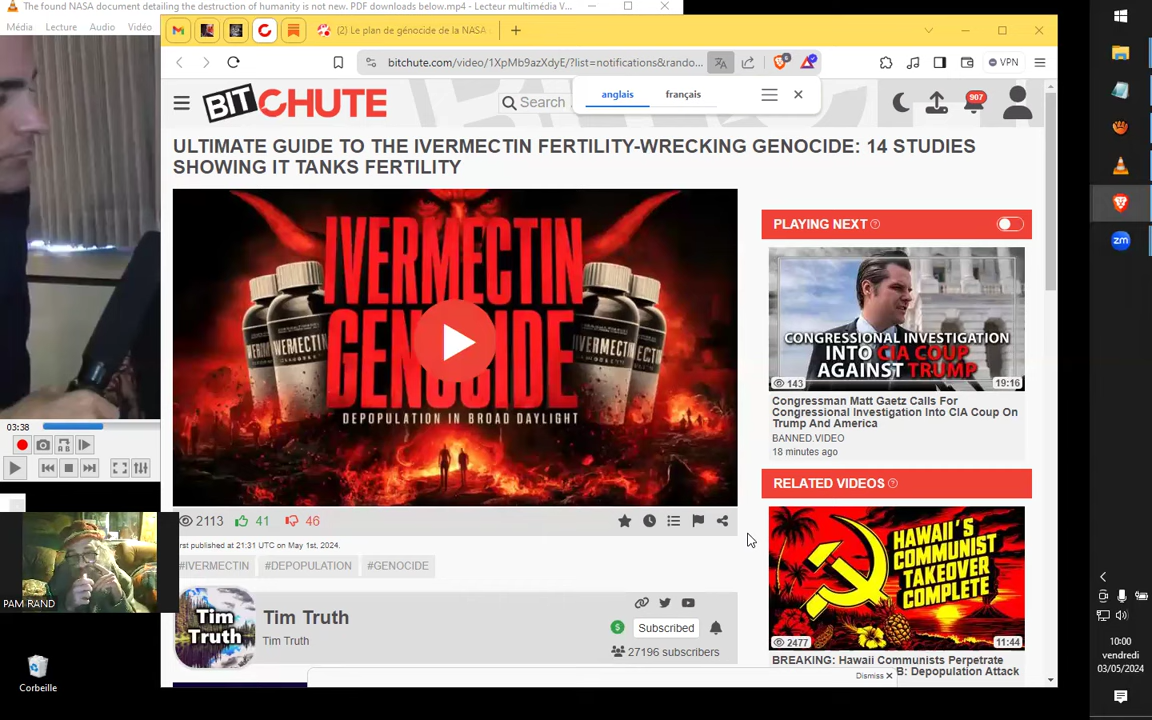 The found NASA document detailing the destruction of humanity is not new. PDF downloads below.mp4 - Lecteur multimédia V...
Média Lecture Audio Vidéo
(2) Le plan de génocide de la NASA
bitchute.com/video/1XpMb9azXdyE/?list=notifications&rando...
VPN
anglais français
BITCHUTE
Search
907
ULTIMATE GUIDE TO THE IVERMECTIN FERTILITY-WRECKING GENOCIDE: 14 STUDIES
SHOWING IT TANKS FERTILITY
IVERMECTIN
GENOCIDE
DEPOPULATION IN BROAD DAYLIGHT
PLAYING NEXT
CONGRESSIONAL INVESTIGATION
INTO CIA COUP
AGAINST TRUMP
143 19:16
Congressman Matt Gaetz Calls For
Congressional Investigation Into CIA Coup On
Trump And America
BANNED.VIDEO
18 minutes ago
RELATED VIDEOS
HAWAII'S
COMMUNIST
TAKEOVER
COMPLETE
2477 11:44
BREAKING: Hawaii Communists Perpetrate
B: Depopulation Attack
03:38
2113 41 46
rst published at 21:31 UTC on May 1st, 2024.
#IVERMECTIN #DEPOPULATION #GENOCIDE
Tim
Truth
Tim Truth
Tim Truth
Subscribed
27196 subscribers
Dismiss
PAM RAND
Corbeille
zm
10:00
vendredi
03/05/2024